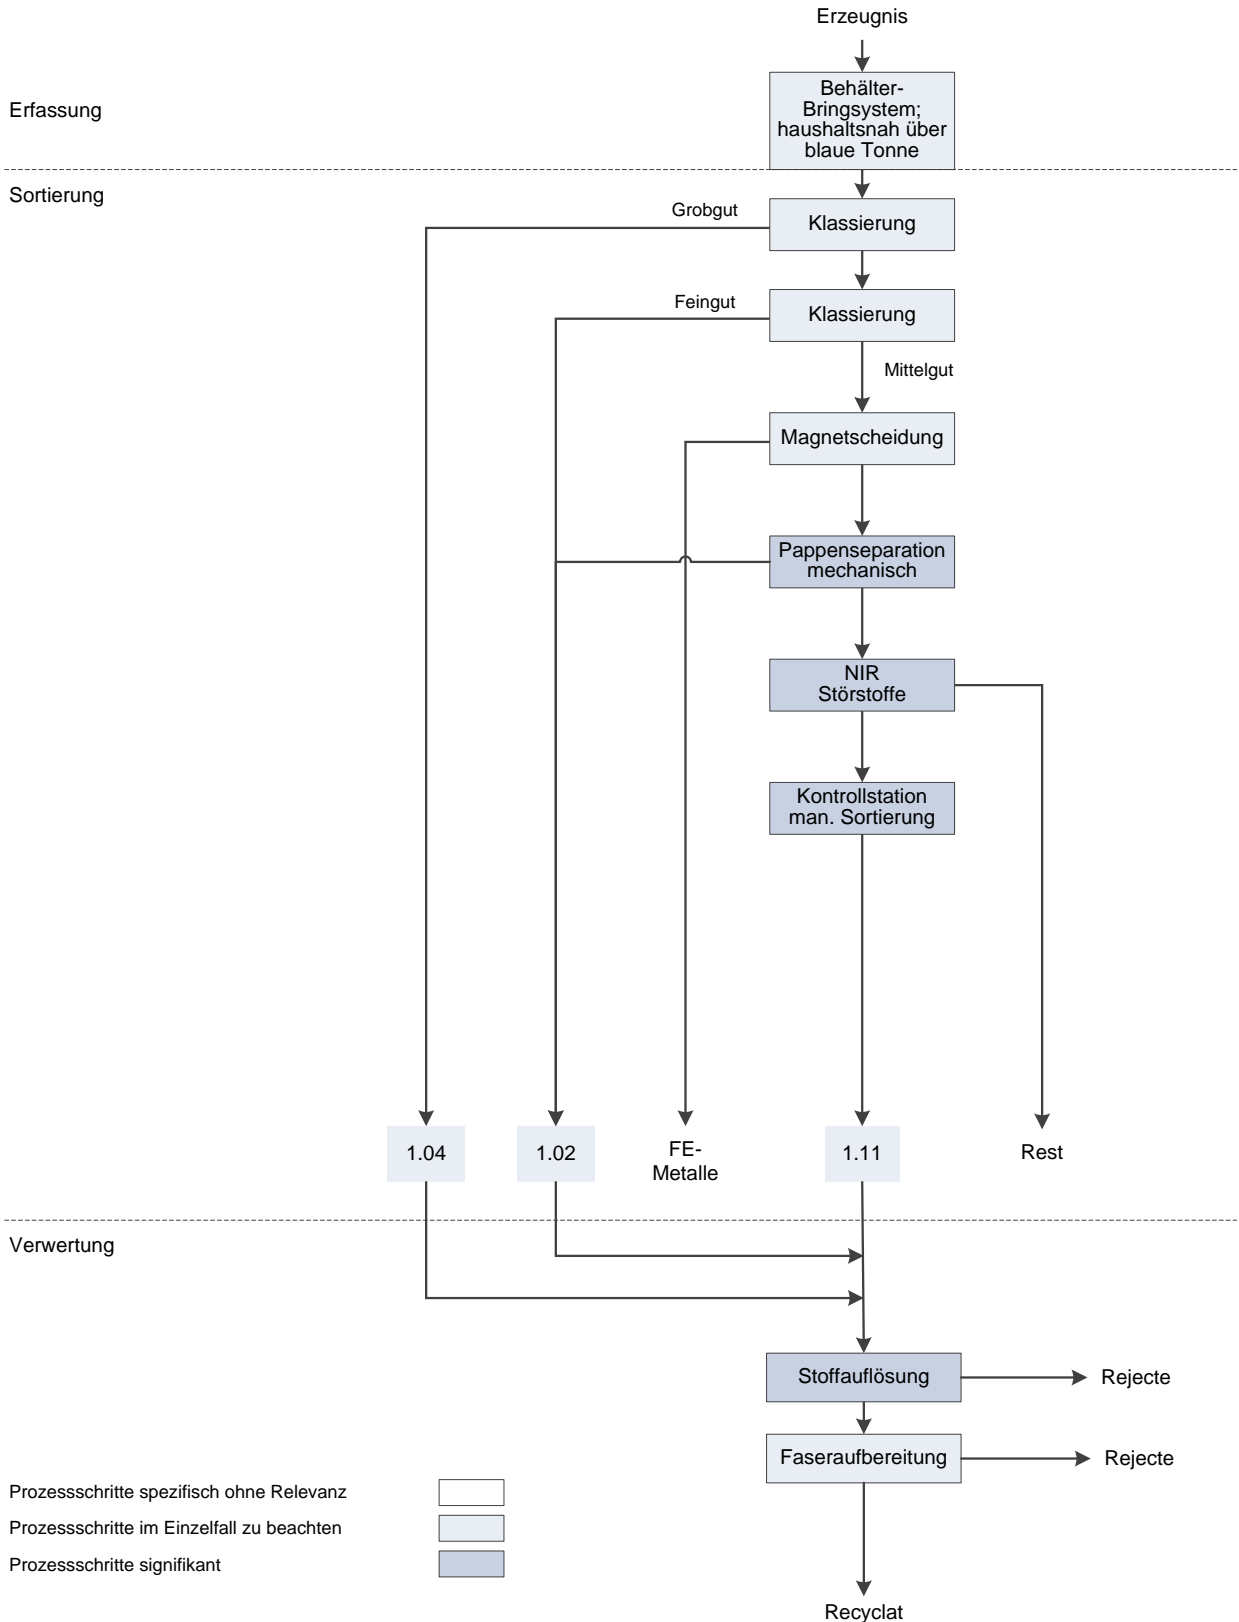 Erzeugnis
Erfassung
Behälter-
Bringsystem;
haushaltsnah über
blaue Tonne
Sortierung
Grobgut
Klassierung
Feingut
Klassierung
Mittelgut
Magnetscheidung
Pappenseparation
mechanisch
NIR
Störstoffe
Kontrollstation
man. Sortierung
1.04
1.02
FE-
Metalle
1.11
Rest
Verwertung
Stoffauflösung
Rejecte
Faseraufbereitung
Rejecte
Prozessschritte spezifisch ohne Relevanz
Prozessschritte im Einzelfall zu beachten
Prozessschritte signifikant
Recyclat